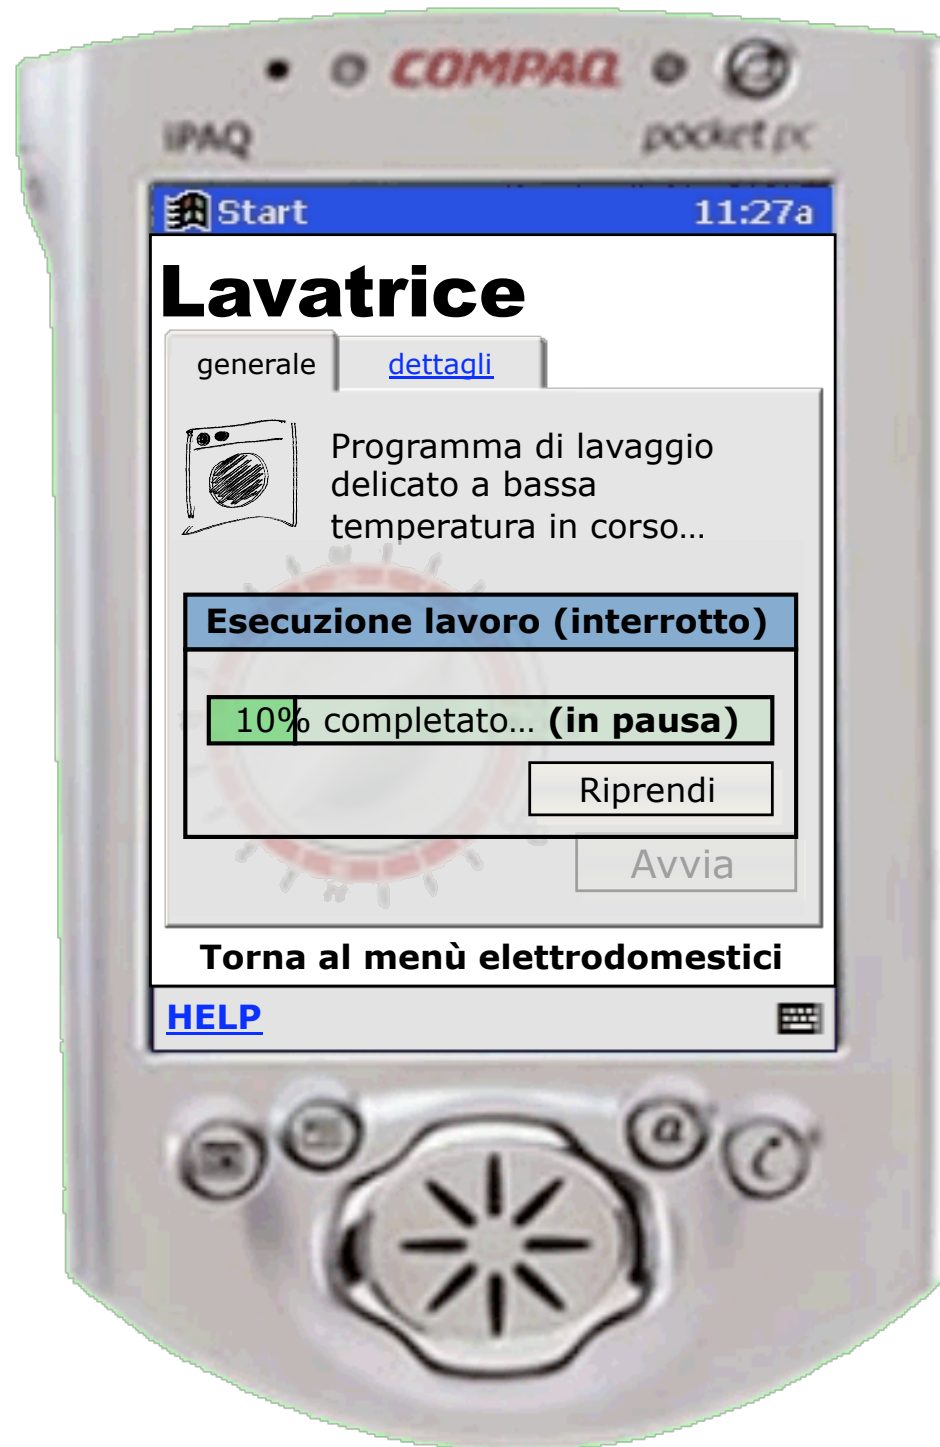 COMPAQ
iPAQ
pocket pc
Start
11:27a
Lavatrice
generale
dettagli
Programma di lavaggio
delicato a bassa
temperatura in corso…
Esecuzione lavoro (interrotto)
10% completato… (in pausa)
Riprendi
Avvia
Torna al menù elettrodomestici
HELP